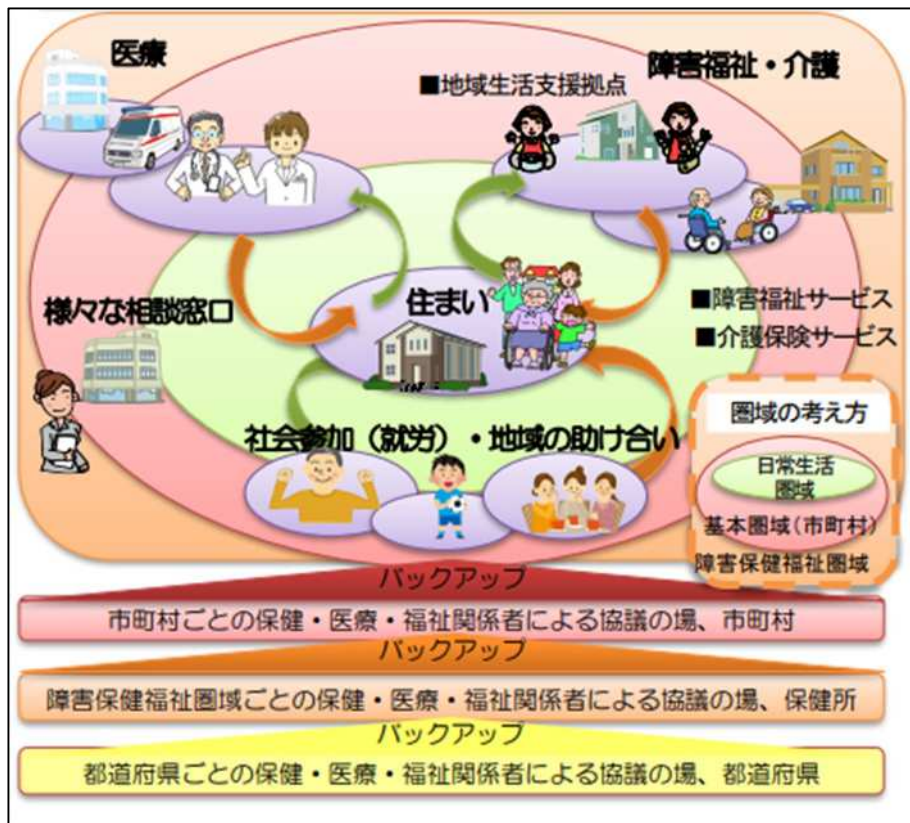 医療
障害福祉・介護
■地域生活支援拠点
住まい
様々な相談窓口
■障害福祉サービス
■介護保険サービス
社会参加（就労）・地域の助け合い
圏域の考え方
日常生活
圏域
基本圏域（市町村）
障害保健福祉圏域
バックアップ
市町村ごとの保健・医療・福祉関係者による協議の場、市町村
バックアップ
障害保健福祉圏域ごとの保健・医療・福祉関係者による協議の場、保健所
バックアップ
都道府県ごとの保健・医療・福祉関係者による協議の場、都道府県